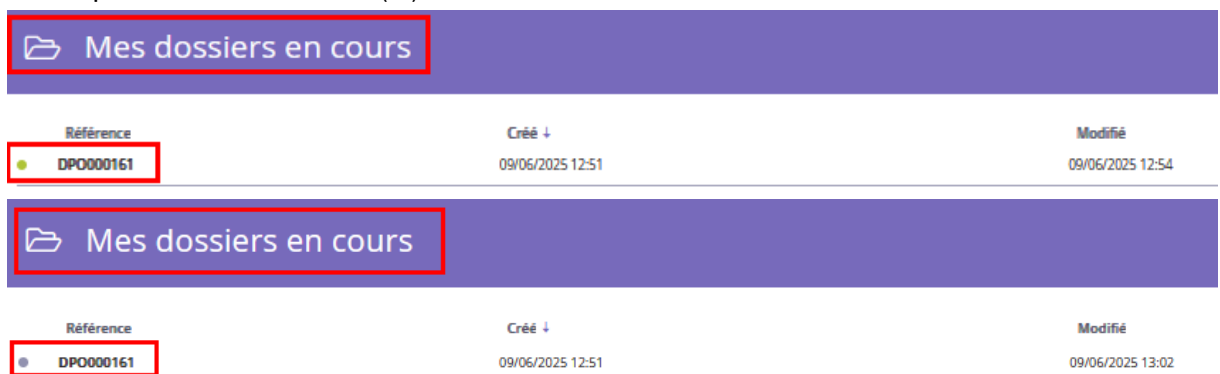 Mes dossiers en cours
Référence Créé ↓ Modifié
DPO000161 09/06/2025 12:51 09/06/2025 12:54
Mes dossiers en cours
Référence Créé ↓ Modifié
DPO000161 09/06/2025 12:51 09/06/2025 13:02